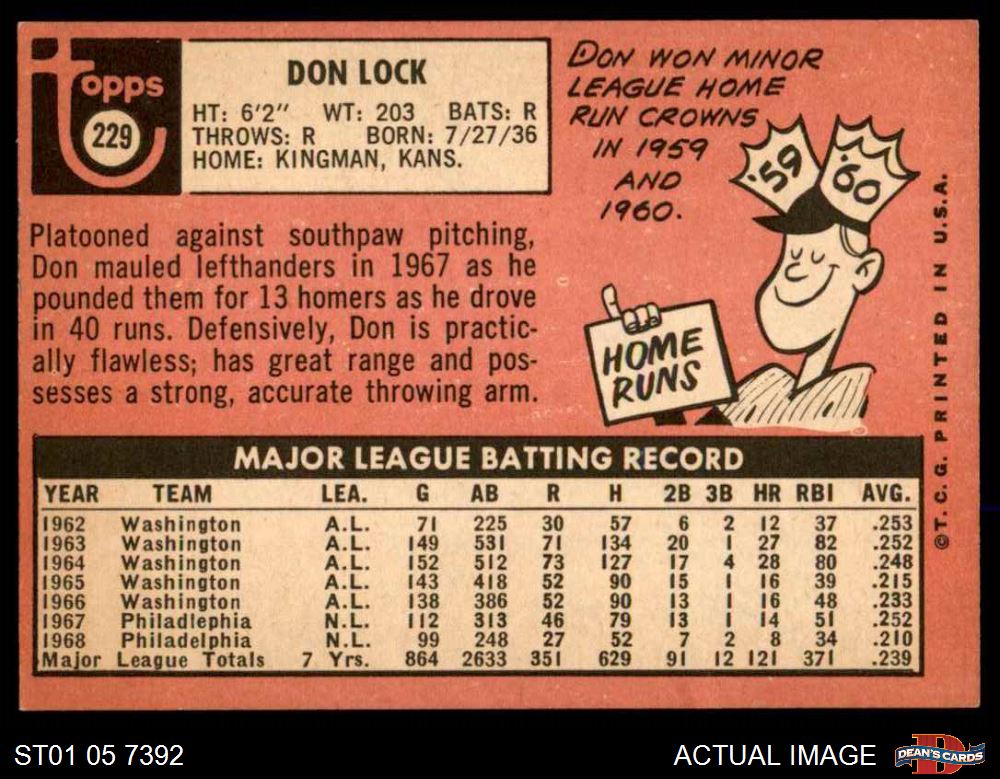 Topps
229
DON LOCK
HT: 6'2" WT: 203 BATS: R
THROWS: R BORN: 7/27/36
HOME: KINGMAN, KANS.
DON WON MINOR
LEAGUE HOME
RUN CROWNS
IN 1959
AND
1960.
'59 '60
HOME
RUNS
Platooned against southpaw pitching,
Don mauled lefthanders in 1967 as he
pounded them for 13 homers as he drove
in 40 runs. Defensively, Don is practic-
ally flawless; has great range and pos-
sesses a strong, accurate throwing arm.
MAJOR LEAGUE BATTING RECORD
YEAR TEAM LEA. G AB R H 2B 3B HR RBI AVG.
1962 Washington A.L. 71 225 30 57 6 2 12 37 .253
1963 Washington A.L. 149 531 71 134 20 1 27 82 .252
1964 Washington A.L. 152 512 73 127 17 4 28 80 .248
1965 Washington A.L. 143 418 52 90 15 1 16 39 .215
1966 Washington A.L. 138 386 52 90 13 1 16 48 .233
1967 Philadlephia N.L. 112 313 46 79 13 1 14 51 .252
1968 Philadelphia N.L. 99 248 27 52 7 2 8 34 .210
Major League Totals 7 Yrs. 864 2633 351 629 91 12 121 371 .239
©T.C.G. PRINTED IN U.S.A.
ST01 05 7392
ACTUAL IMAGE
D
DEAN'S CARDS